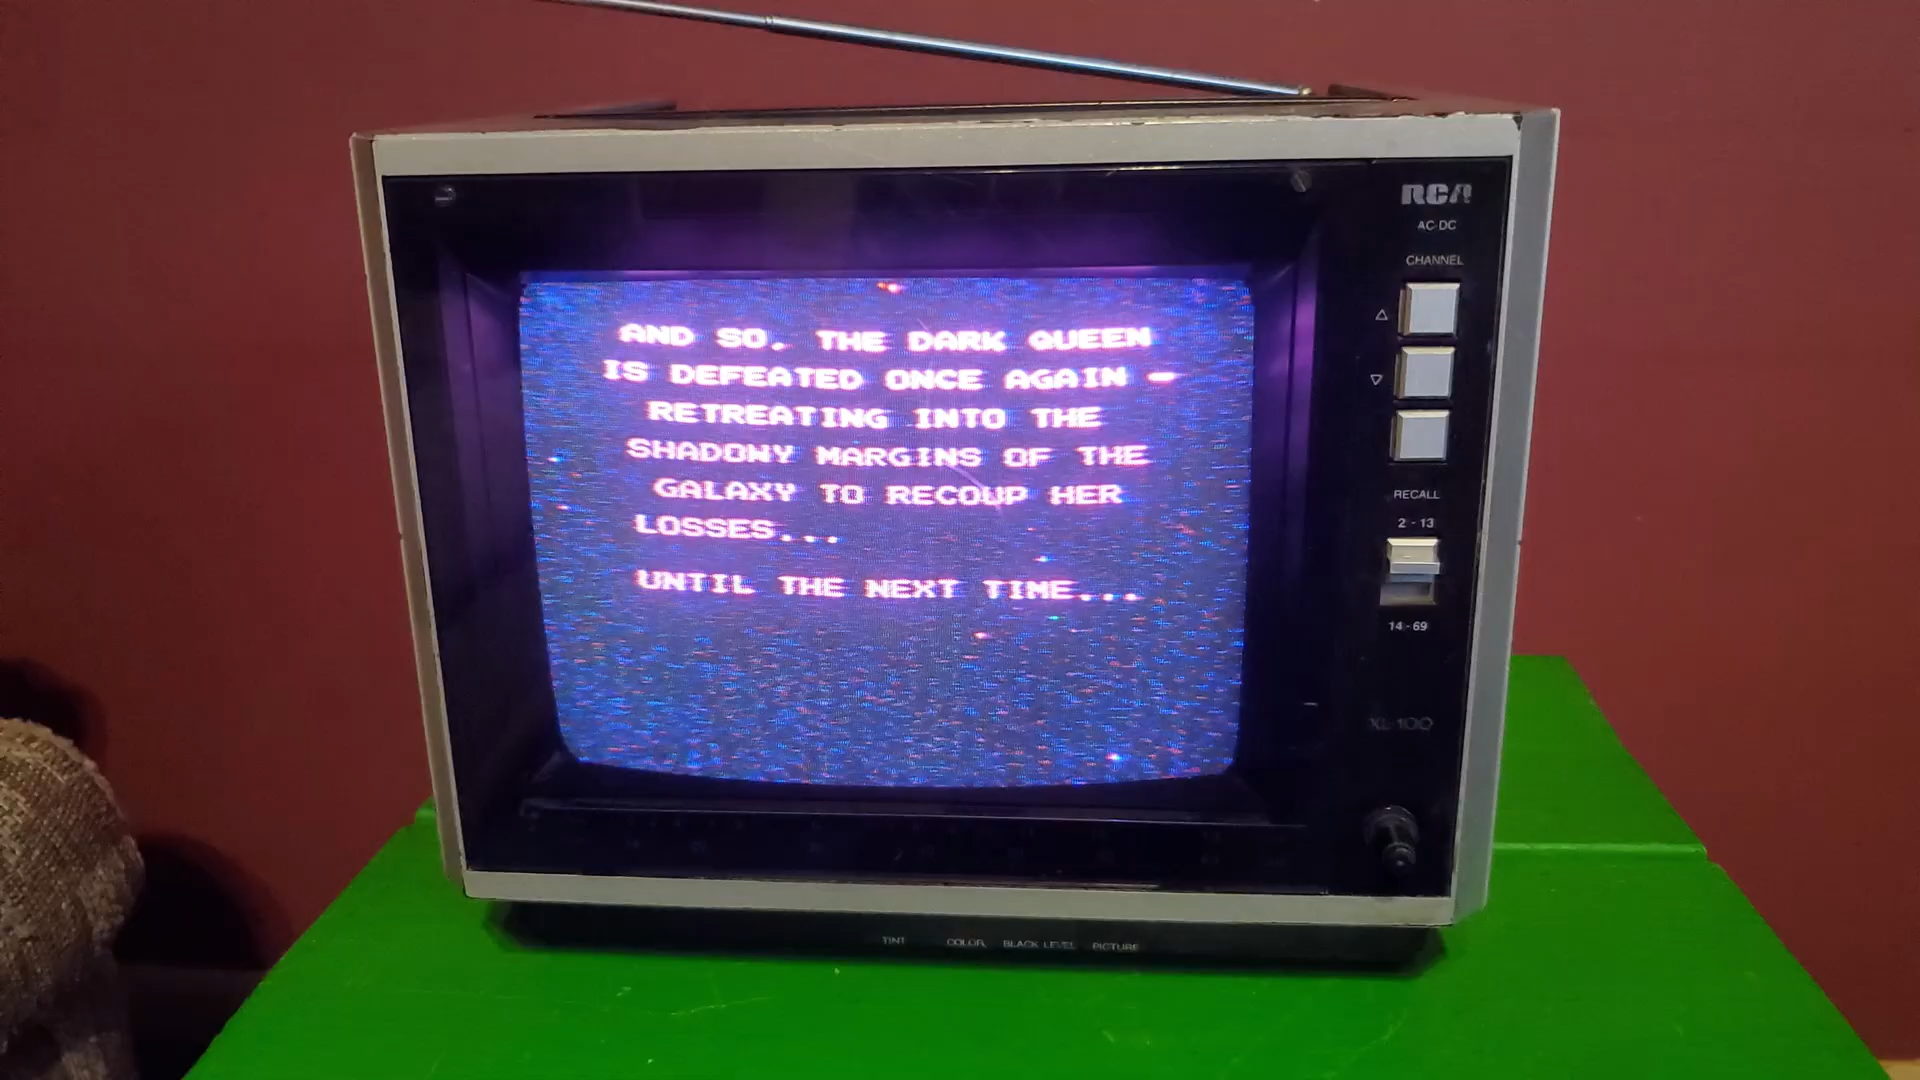 RCA
AC-DC
CHANNEL
AND SO, THE DARK QUEEN
IS DEFEATED ONCE AGAIN -
RETREATING INTO THE
SHADOWY MARGINS OF THE
GALAXY TO RECOUP HER
LOSSES...
UNTIL THE NEXT TIME...
RECALL
2 - 13
14 - 69
XL-100
TINT COLOR BLACK LEVEL PICTURE